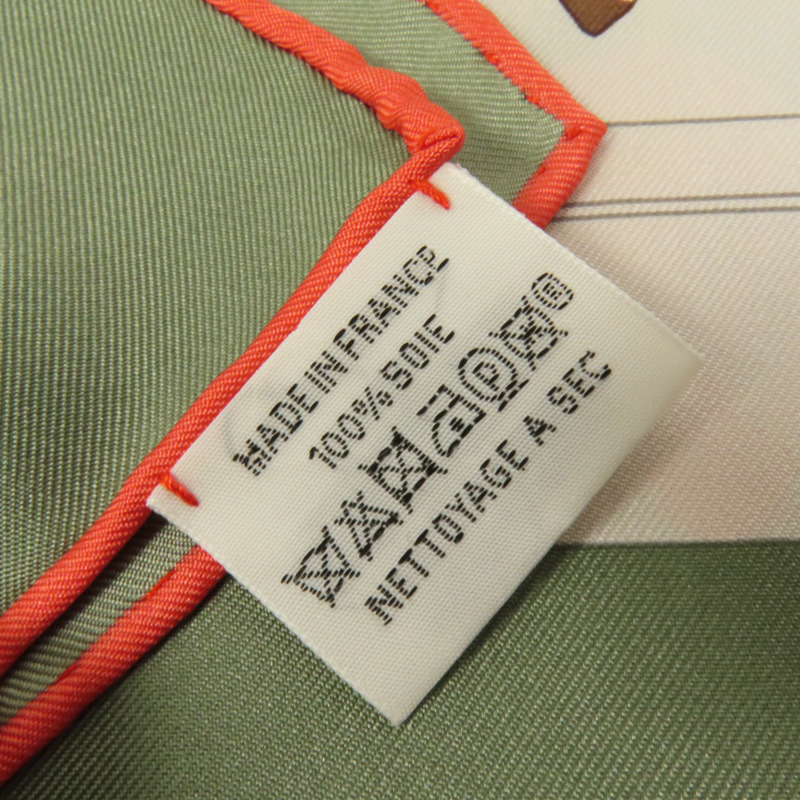 MADE IN FRANCE
100% SOIE
P ®
NETTOYAGE A SEC